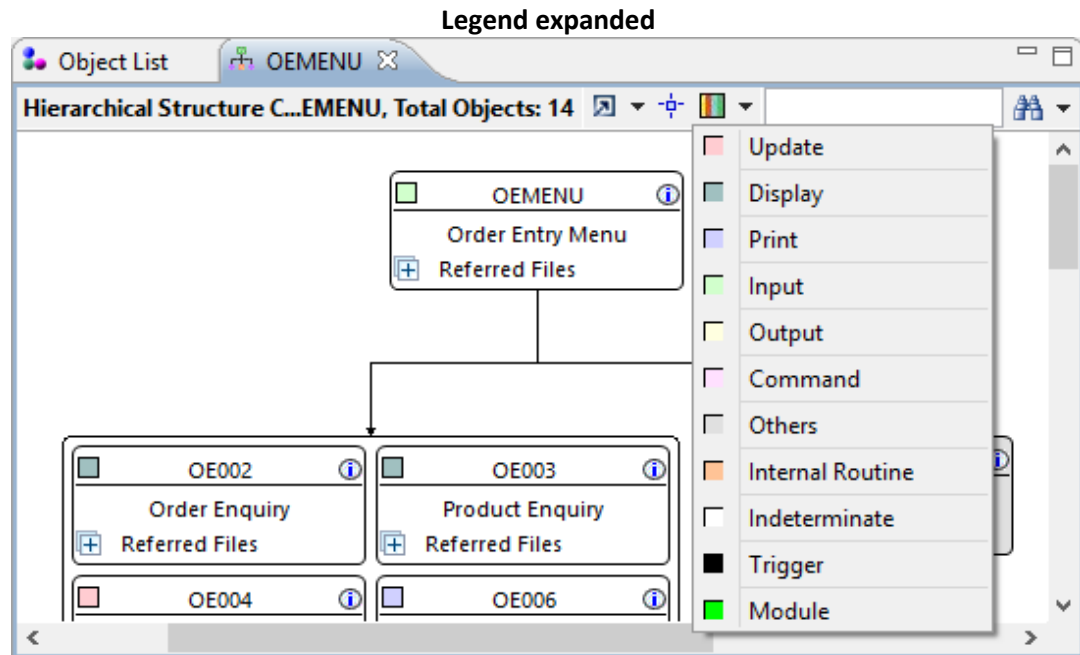 Legend expanded
Object List
OEMENU
Hierarchical Structure C...EMENU, Total Objects: 14
Update
Display
Print
Input
Output
Command
Others
Internal Routine
Indeterminate
Trigger
Module
OEMENU
Order Entry Menu
Referred Files
OE002
Order Enquiry
Referred Files
OE003
Product Enquiry
Referred Files
OE004
OE006